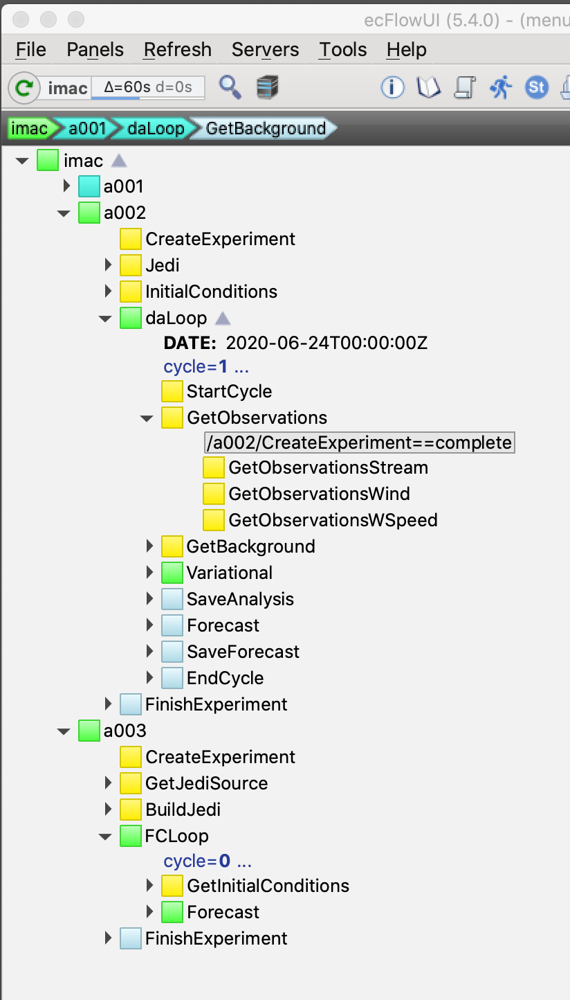 ecFlowUI (5.4.0) - (menu
File Panels Refresh Servers Tools Help
imac Δ=60s d=0s St
imac a001 daLoop GetBackground
imac
a001
a002
CreateExperiment
Jedi
InitialConditions
daLoop
DATE: 2020-06-24T00:00:00Z
cycle=1 ...
StartCycle
GetObservations
/a002/CreateExperiment==complete
GetObservationsStream
GetObservationsWind
GetObservationsWSpeed
GetBackground
Variational
SaveAnalysis
Forecast
SaveForecast
EndCycle
FinishExperiment
a003
CreateExperiment
GetJediSource
BuildJedi
FCLoop
cycle=0 ...
GetInitialConditions
Forecast
FinishExperiment